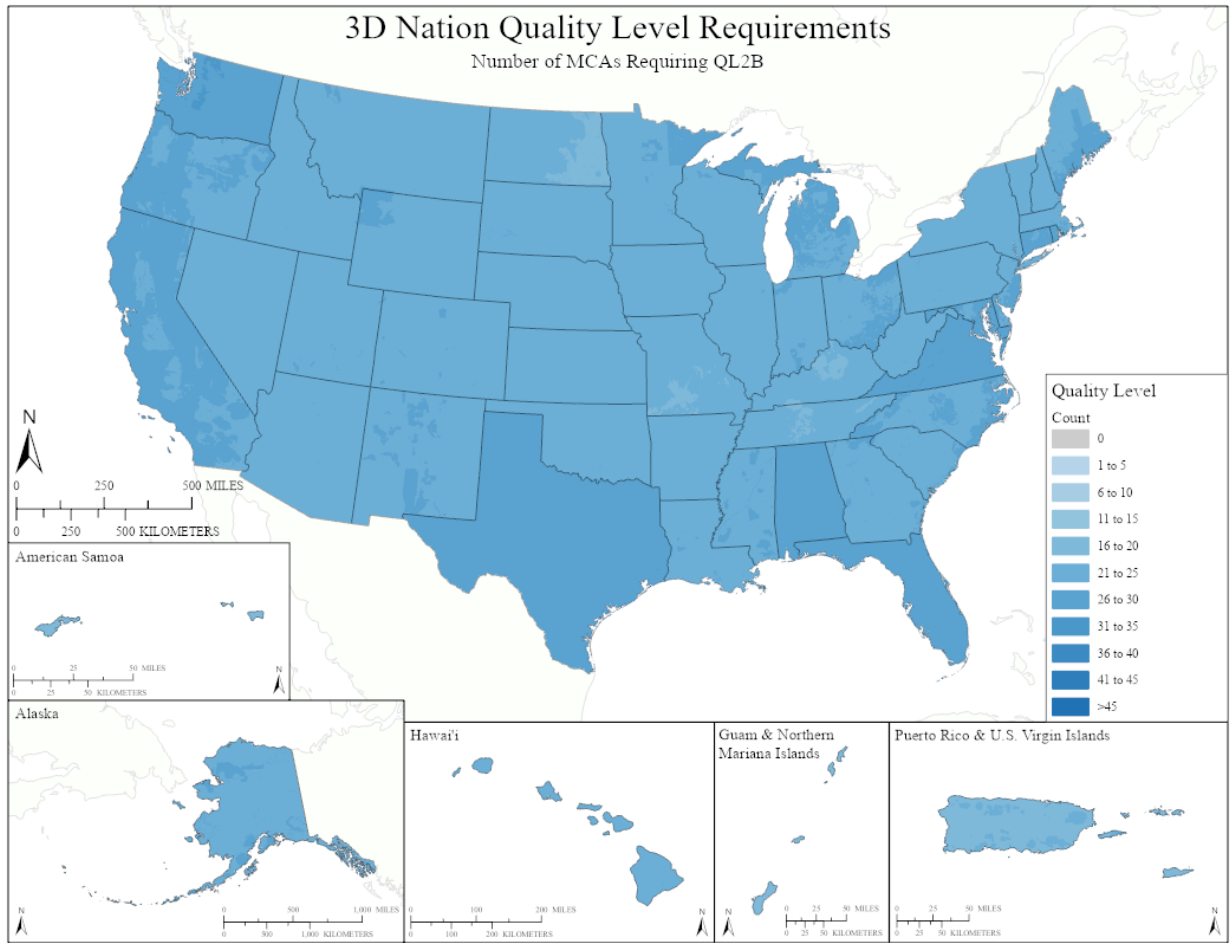 3D Nation Quality Level Requirements
Number of MCAs Requiring QL2B
N
0 250 500 MILES
0 250 500 KILOMETERS
Quality Level
Count
0
1 to 5
6 to 10
11 to 15
16 to 20
21 to 25
26 to 30
31 to 35
36 to 40
41 to 45
>45
American Samoa
0 25 50 MILES
0 25 50 KILOMETERS
N
Alaska
N
0 500 1,000 MILES
0 500 1,000 KILOMETERS
Hawai'i
0 100 200 MILES
0 100 200 KILOMETERS
N
Guam & Northern
Mariana Islands
N
0 25 50 MILES
0 25 50 KILOMETERS
Puerto Rico & U.S. Virgin Islands
0 25 50 MILES
0 25 50 KILOMETERS
N